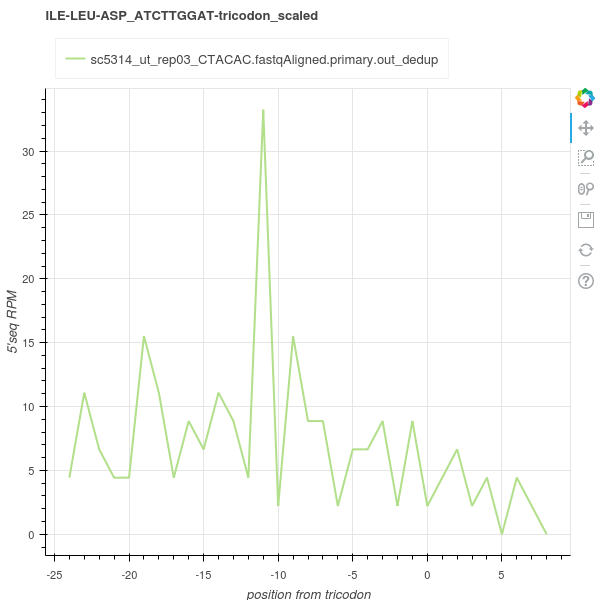 ILE-LEU-ASP_ATCTTGGAT-tricodon_scaled
sc5314_ut_rep03_CTACAC.fastqAligned.primary.out_dedup
30
25
20
15
10
5
0
5'seq RPM
-25 -20 -15 -10 -5 0 5
position from tricodon